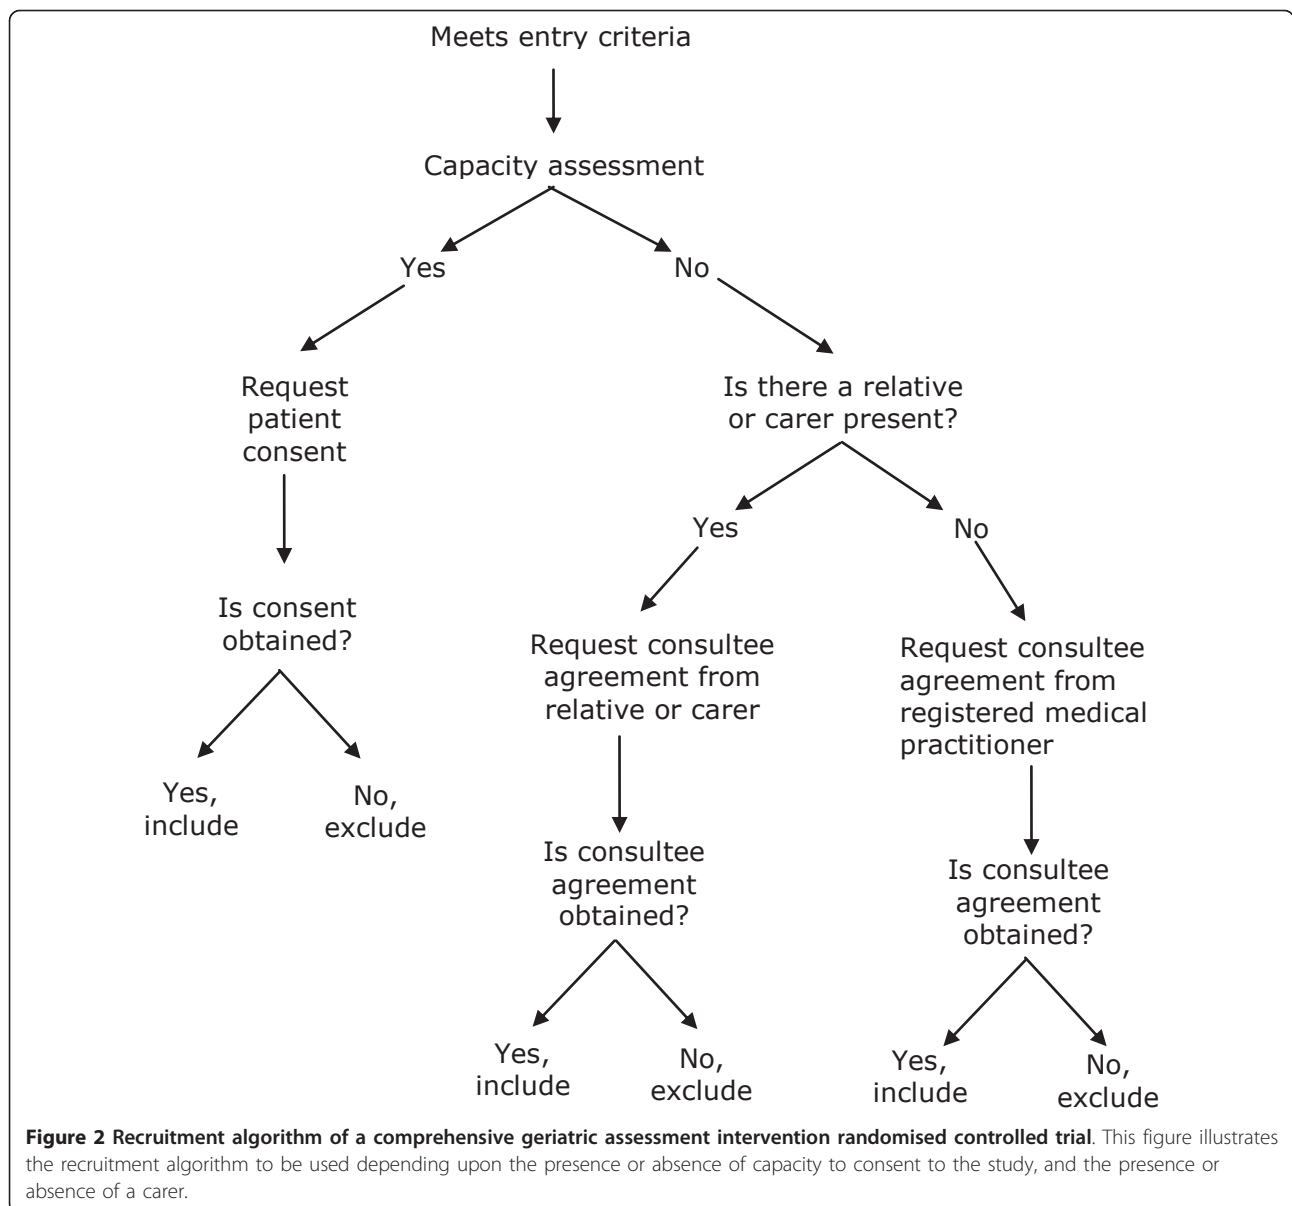 Meets entry criteria
Capacity assessment
Yes
No
Request
patient
consent
Is there a relative
or carer present?
Yes
No
Is consent
obtained?
Request consultee
agreement from
relative or carer
Request consultee
agreement from
registered medical
practitioner
Yes,
include
No,
exclude
Is consultee
agreement
obtained?
Is consultee
agreement
obtained?
Yes,
include
No,
exclude
Yes,
include
No,
exclude
Figure 2 Recruitment algorithm of a comprehensive geriatric assessment intervention randomised controlled trial. This figure illustrates
the recruitment algorithm to be used depending upon the presence or absence of capacity to consent to the study, and the presence or
absence of a carer.